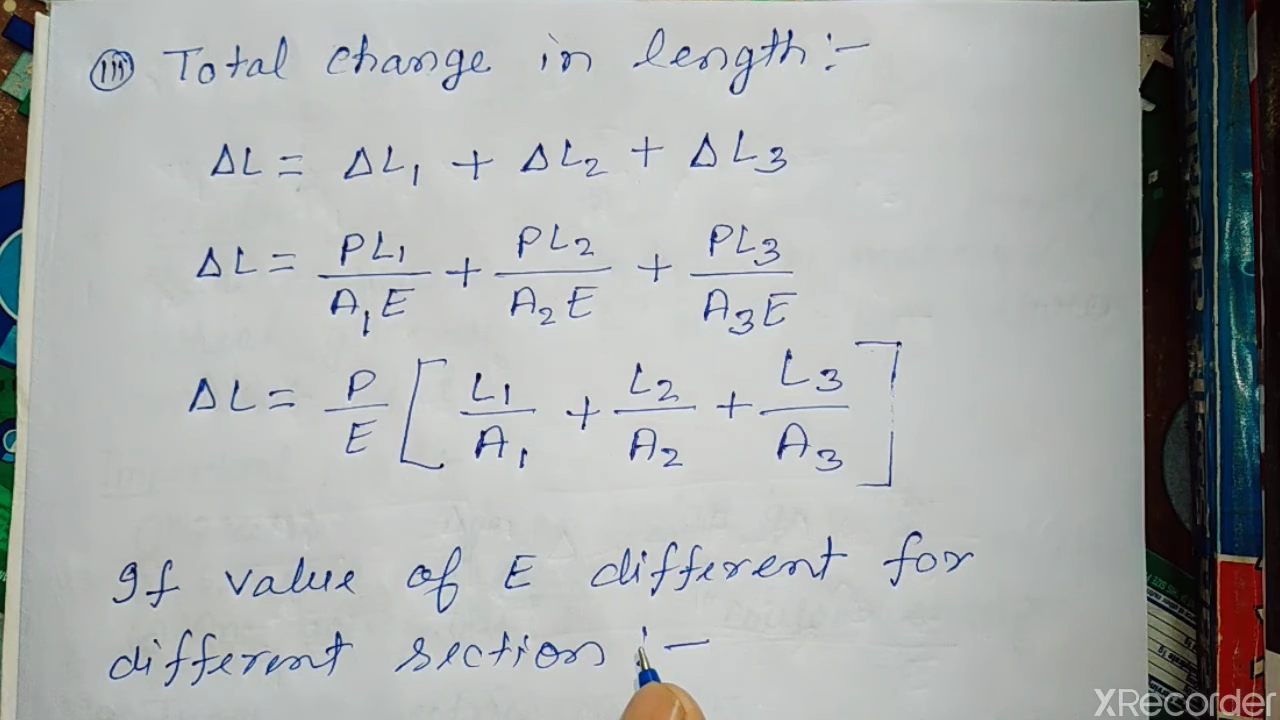 (iii) Total change in length :-
ΔL = ΔL₁ + ΔL₂ + ΔL₃
ΔL = PL₁/A₁E + PL₂/A₂E + PL₃/A₃E
ΔL = P/E [ L₁/A₁ + L₂/A₂ + L₃/A₃ ]
If value of E different for
different section :-
XRecorder